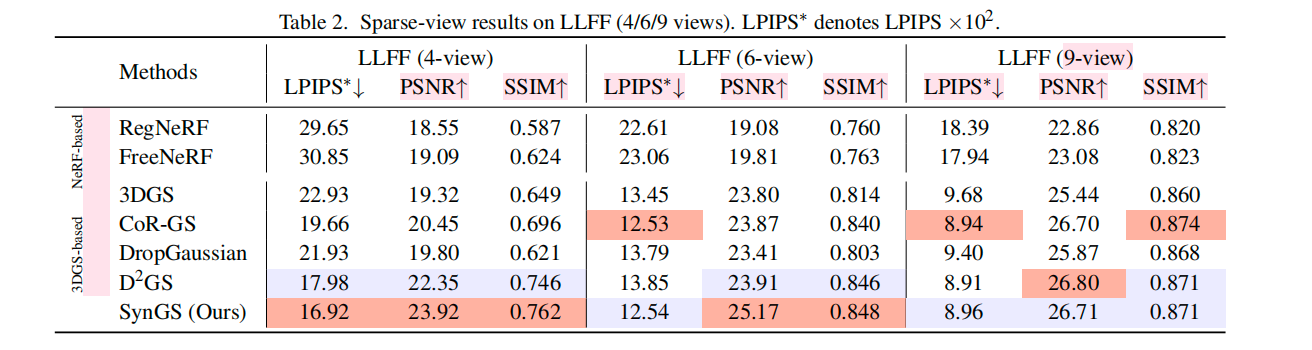 Table 2. Sparse-view results on LLFF (4/6/9 views). LPIPS* denotes LPIPS ×10².
Methods LLFF (4-view) LLFF (6-view) LLFF (9-view)
LPIPS*↓ PSNR↑ SSIM↑ LPIPS*↓ PSNR↑ SSIM↑ LPIPS*↓ PSNR↑ SSIM↑
NeRF-based
RegNeRF 29.65 18.55 0.587 22.61 19.08 0.760 18.39 22.86 0.820
FreeNeRF 30.85 19.09 0.624 23.06 19.81 0.763 17.94 23.08 0.823
3DGS-based
3DGS 22.93 19.32 0.649 13.45 23.80 0.814 9.68 25.44 0.860
CoR-GS 19.66 20.45 0.696 12.53 23.87 0.840 8.94 26.70 0.874
DropGaussian 21.93 19.80 0.621 13.79 23.41 0.803 9.40 25.87 0.868
D²GS 17.98 22.35 0.746 13.85 23.91 0.846 8.91 26.80 0.871
SynGS (Ours) 16.92 23.92 0.762 12.54 25.17 0.848 8.96 26.71 0.871